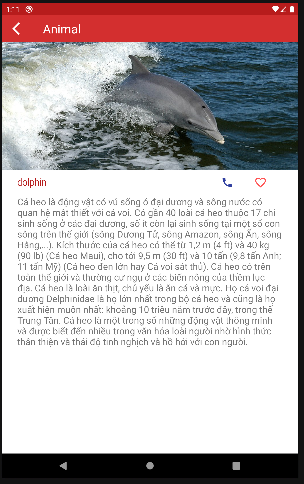 1:11
Animal
dolphin
Cá heo là động vật có vú sống ở đại dương và sông nước có
quan hệ mật thiết với cá voi. Có gần 40 loài cá heo thuộc 17 chi
sinh sống ở các đại dương, số ít còn lại sinh sống tại một số con
sông trên thế giới (sông Dương Tử, sông Amazon, sông Ấn, sông
Hằng,...). Kích thước của cá heo có thể từ 1,2 m (4 ft) và 40 kg
(90 lb) (Cá heo Maui), cho tới 9,5 m (30 ft) và 10 tấn (9,8 tấn Anh;
11 tấn Mỹ) (Cá heo đen lớn hay Cá voi sát thủ). Cá heo có trên
toàn thế giới và thường cư ngụ ở các biển nông của thềm lục
địa. Cá heo là loài ăn thịt, chủ yếu là ăn cá và mực. Họ cá voi đại
dương Delphinidae là họ lớn nhất trong bộ cá heo và cũng là họ
xuất hiện muộn nhất: khoảng 10 triệu năm trước đây, trong thế
Trung Tân. Cá heo là một trong số những động vật thông minh
và được biết đến nhiều trong văn hóa loài người nhờ hình thức
thân thiện và thái độ tinh nghịch và hồ hởi với con người.